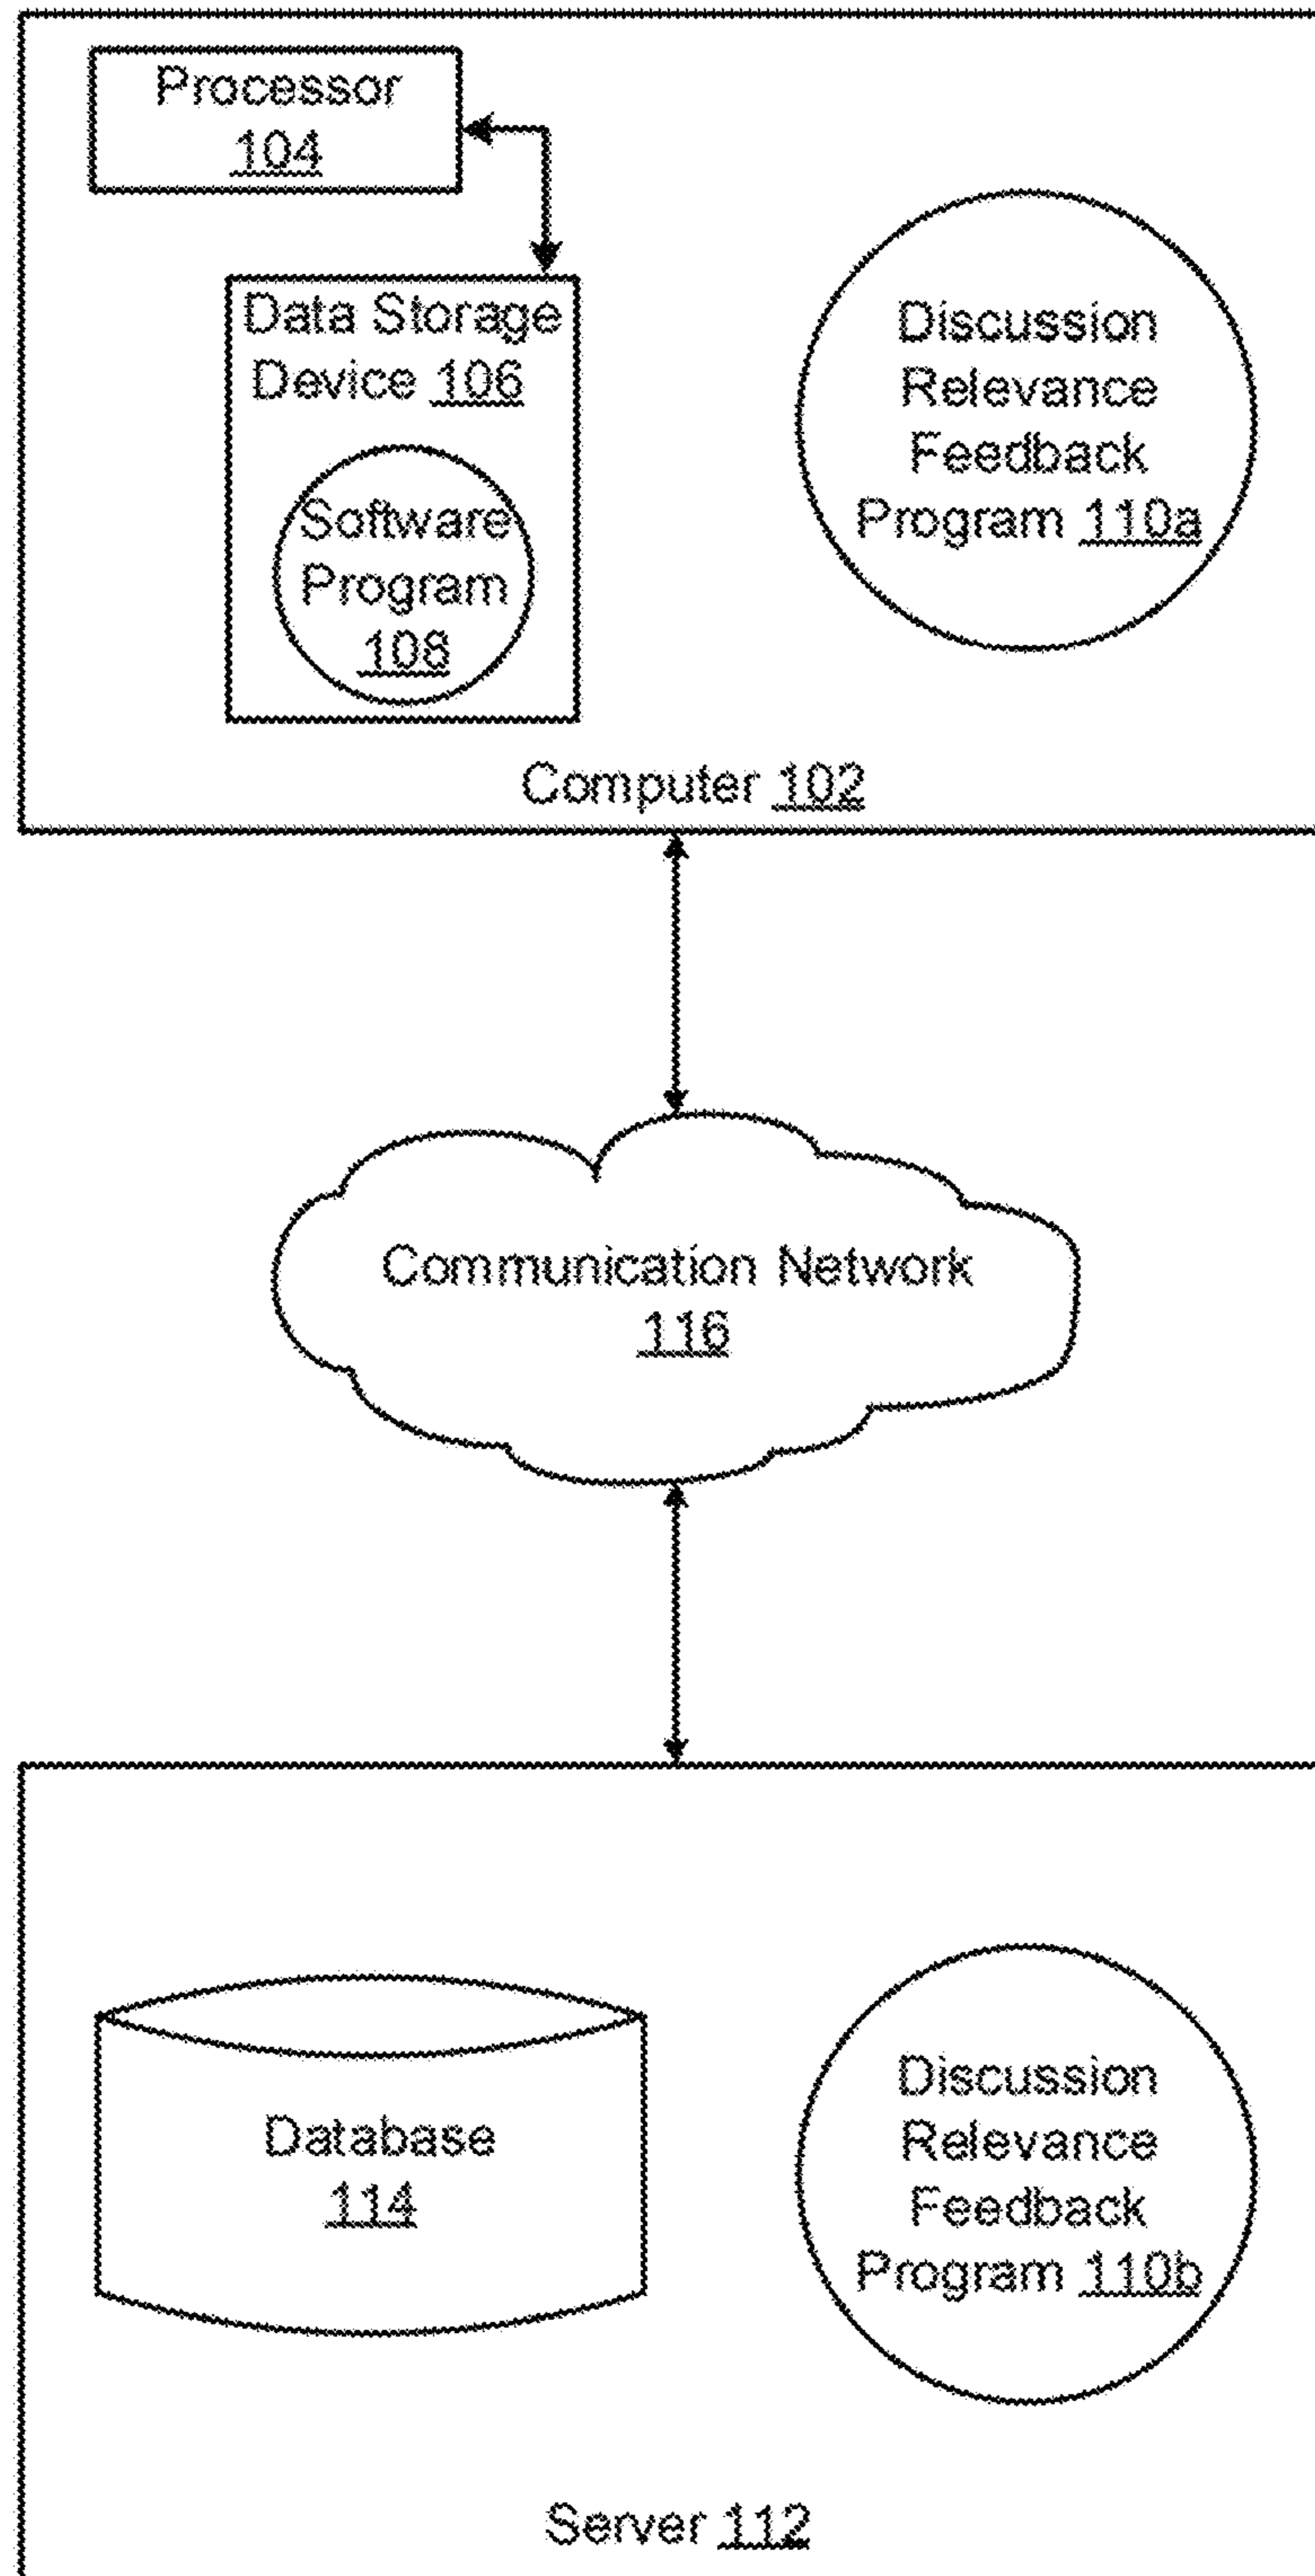 Processor
104
Data Storage
Device 106
Software
Program
108
Discussion
Relevance
Feedback
Program 110a
Computer 102
Communication Network
116
Database
114
Discussion
Relevance
Feedback
Program 110b
Server 112